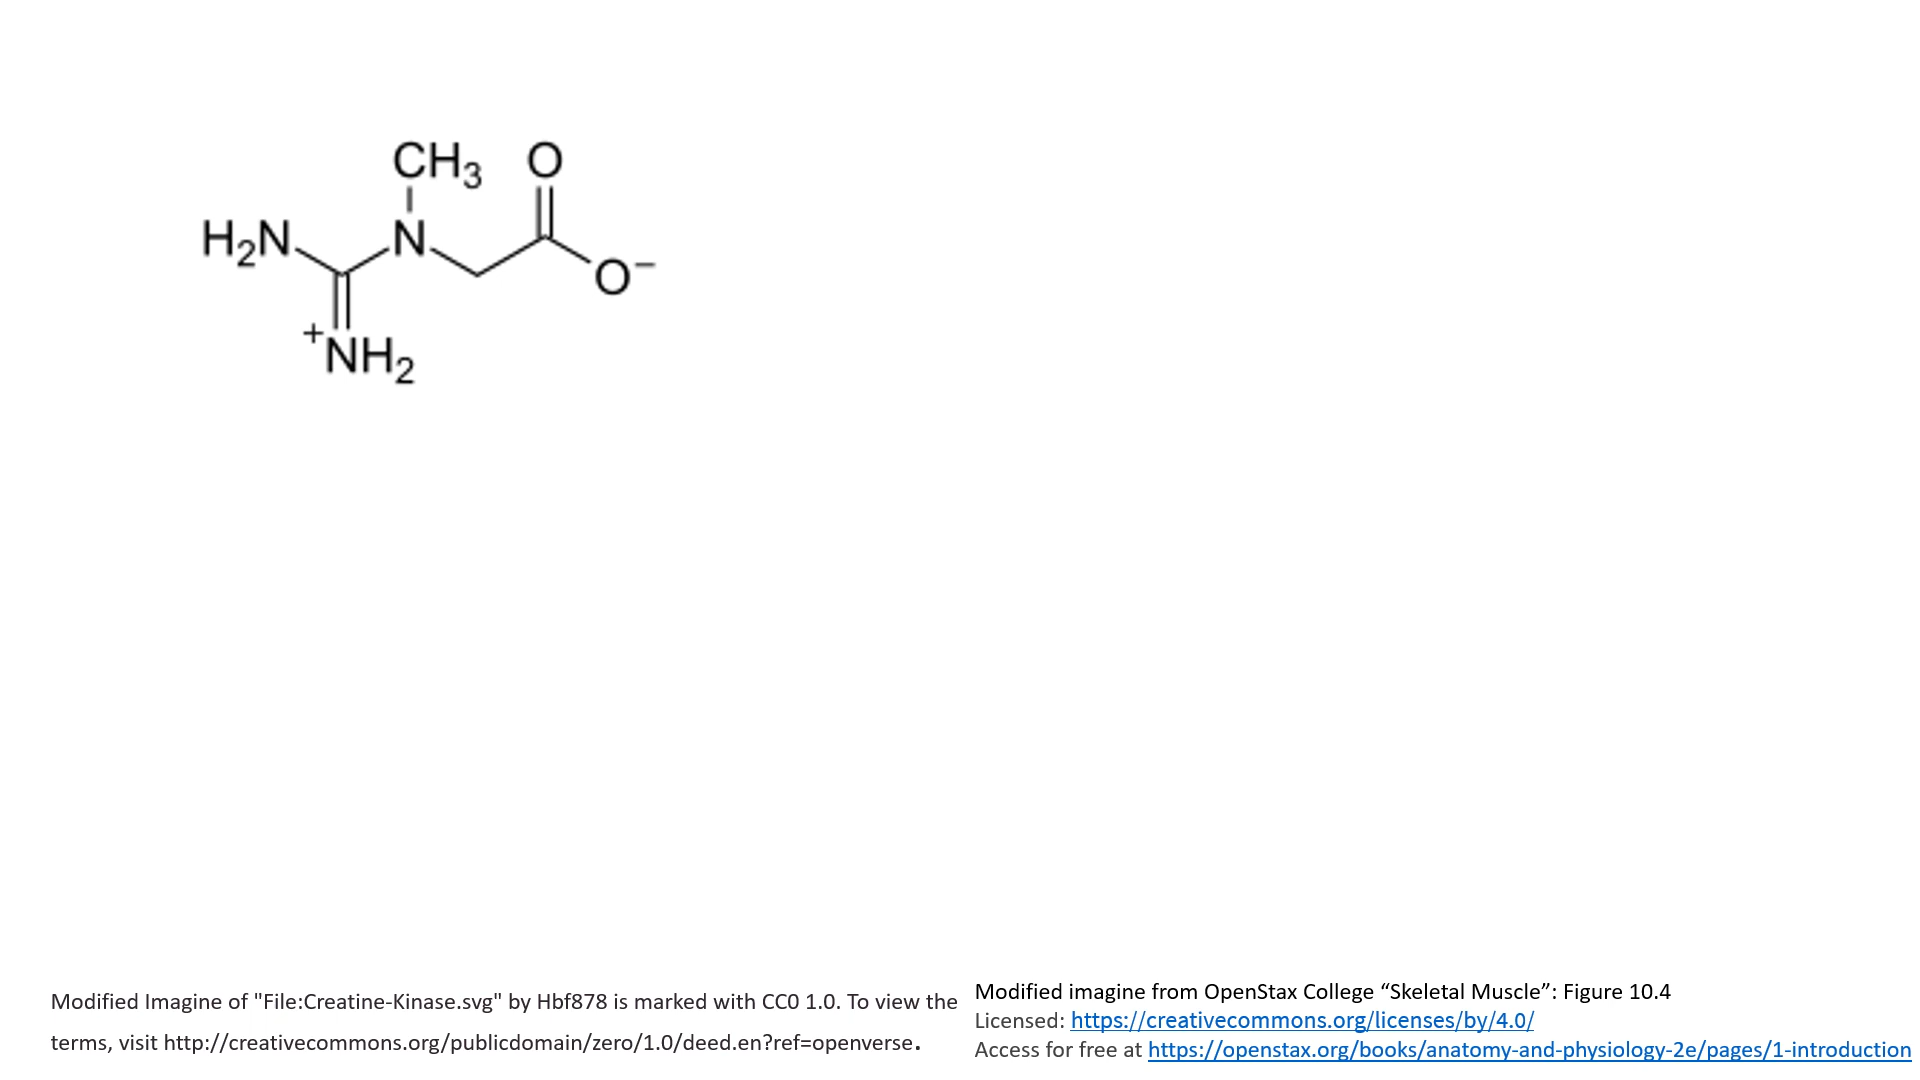 CH3 O
H2N N
O−
+NH2
Modified Imagine of "File:Creatine-Kinase.svg" by Hbf878 is marked with CC0 1.0. To view the
terms, visit http://creativecommons.org/publicdomain/zero/1.0/deed.en?ref=openverse.
Modified imagine from OpenStax College “Skeletal Muscle”: Figure 10.4
Licensed: https://creativecommons.org/licenses/by/4.0/
Access for free at https://openstax.org/books/anatomy-and-physiology-2e/pages/1-introduction